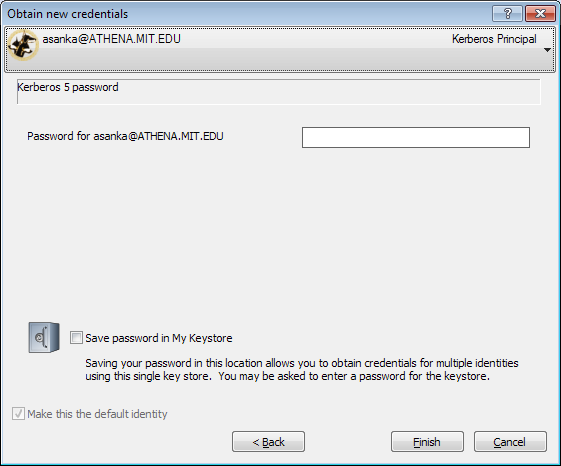 Obtain new credentials
asanka@ATHENA.MIT.EDU Kerberos Principal
Kerberos 5 password
Password for asanka@ATHENA.MIT.EDU
Save password in My Keystore
Saving your password in this location allows you to obtain credentials for multiple identities
using this single key store.  You may be asked to enter a password for the keystore.
Make this the default identity
< Back Finish Cancel